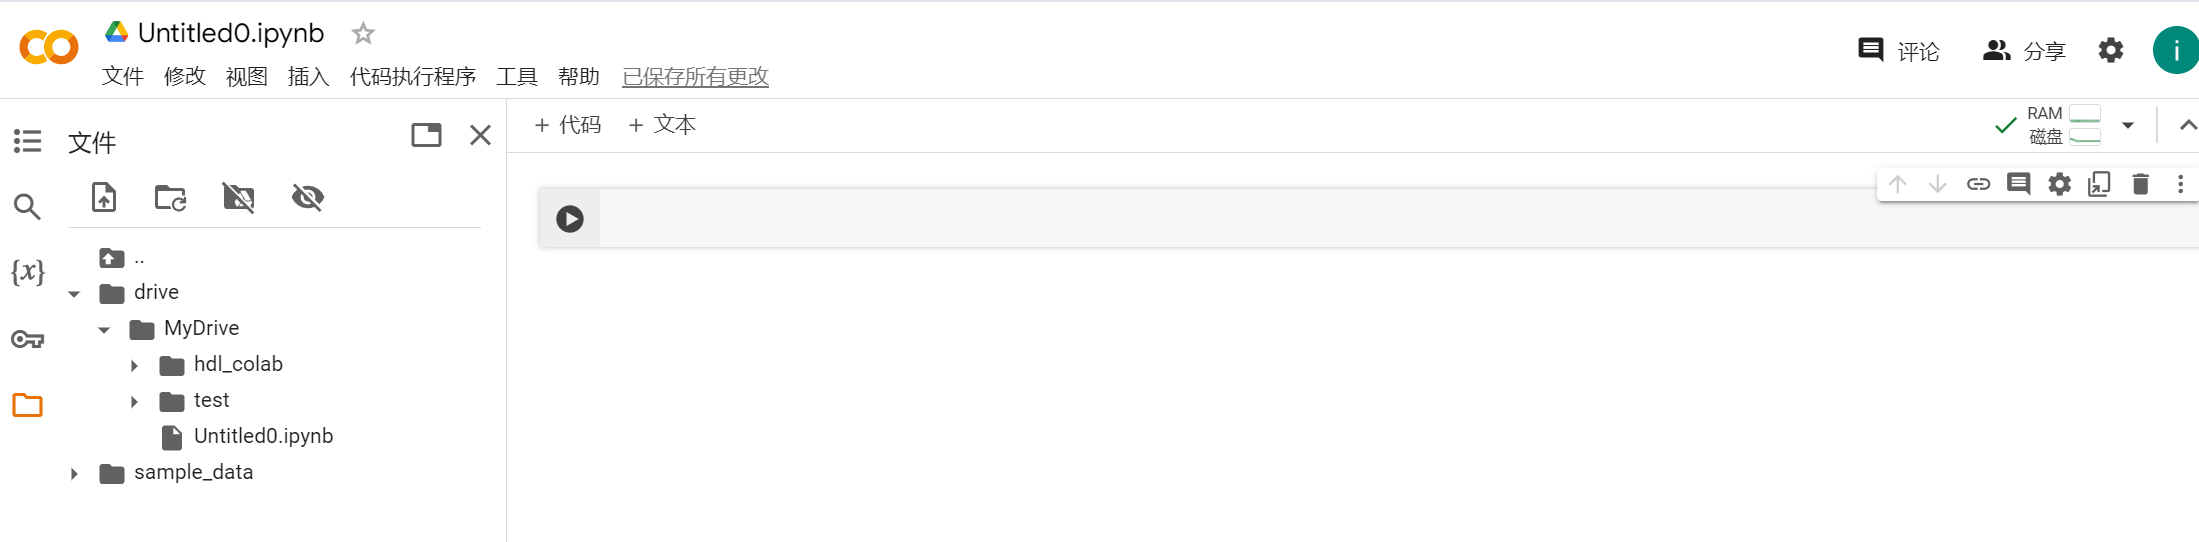 Untitled0.ipynb
文件 修改 视图 插入 代码执行程序 工具 帮助 已保存所有更改
评论 分享 i
文件
..
drive
MyDrive
hdl_colab
test
Untitled0.ipynb
sample_data
{x}
+ 代码 + 文本
RAM
磁盘